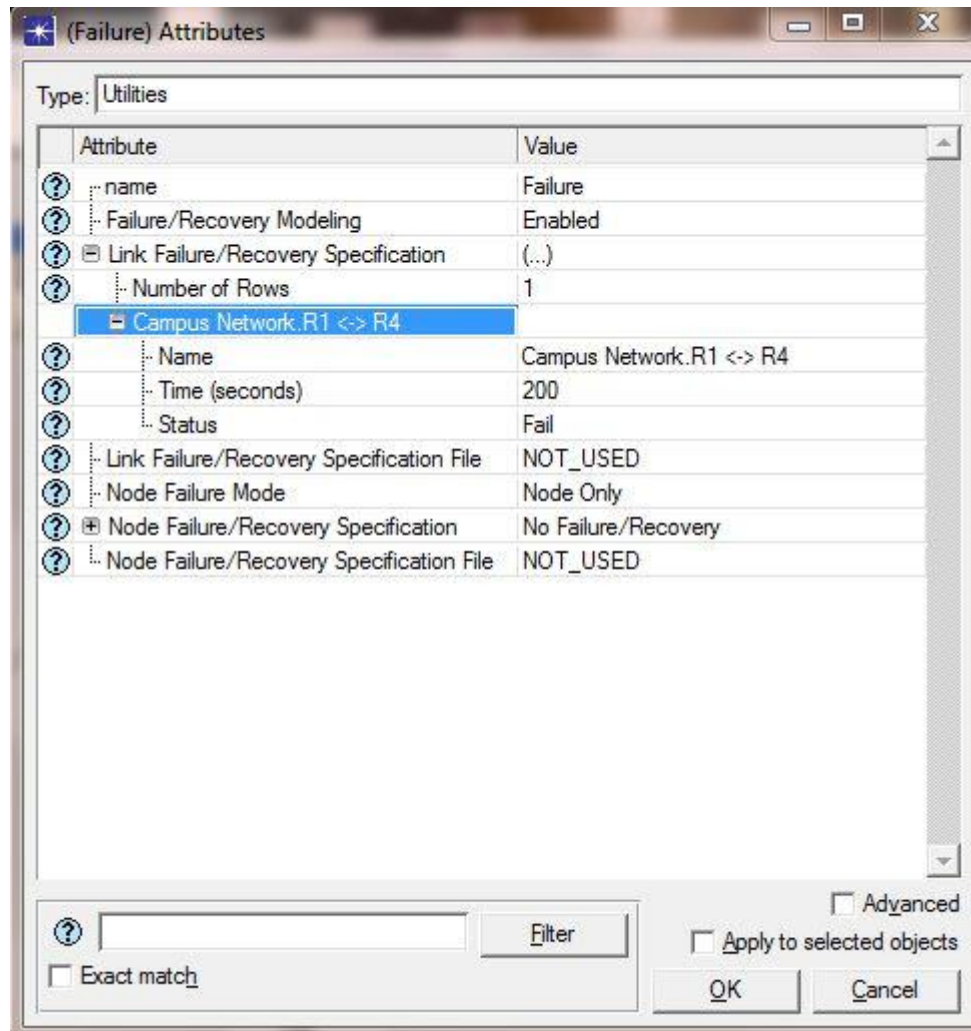 (Failure) Attributes
Type: Utilities
Attribute Value
name Failure
Failure/Recovery Modeling Enabled
Link Failure/Recovery Specification (...)
Number of Rows 1
Campus Network.R1 <-> R4
Name Campus Network.R1 <-> R4
Time (seconds) 200
Status Fail
Link Failure/Recovery Specification File NOT_USED
Node Failure Mode Node Only
Node Failure/Recovery Specification No Failure/Recovery
Node Failure/Recovery Specification File NOT_USED
Advanced
Filter Apply to selected objects
Exact match OK Cancel